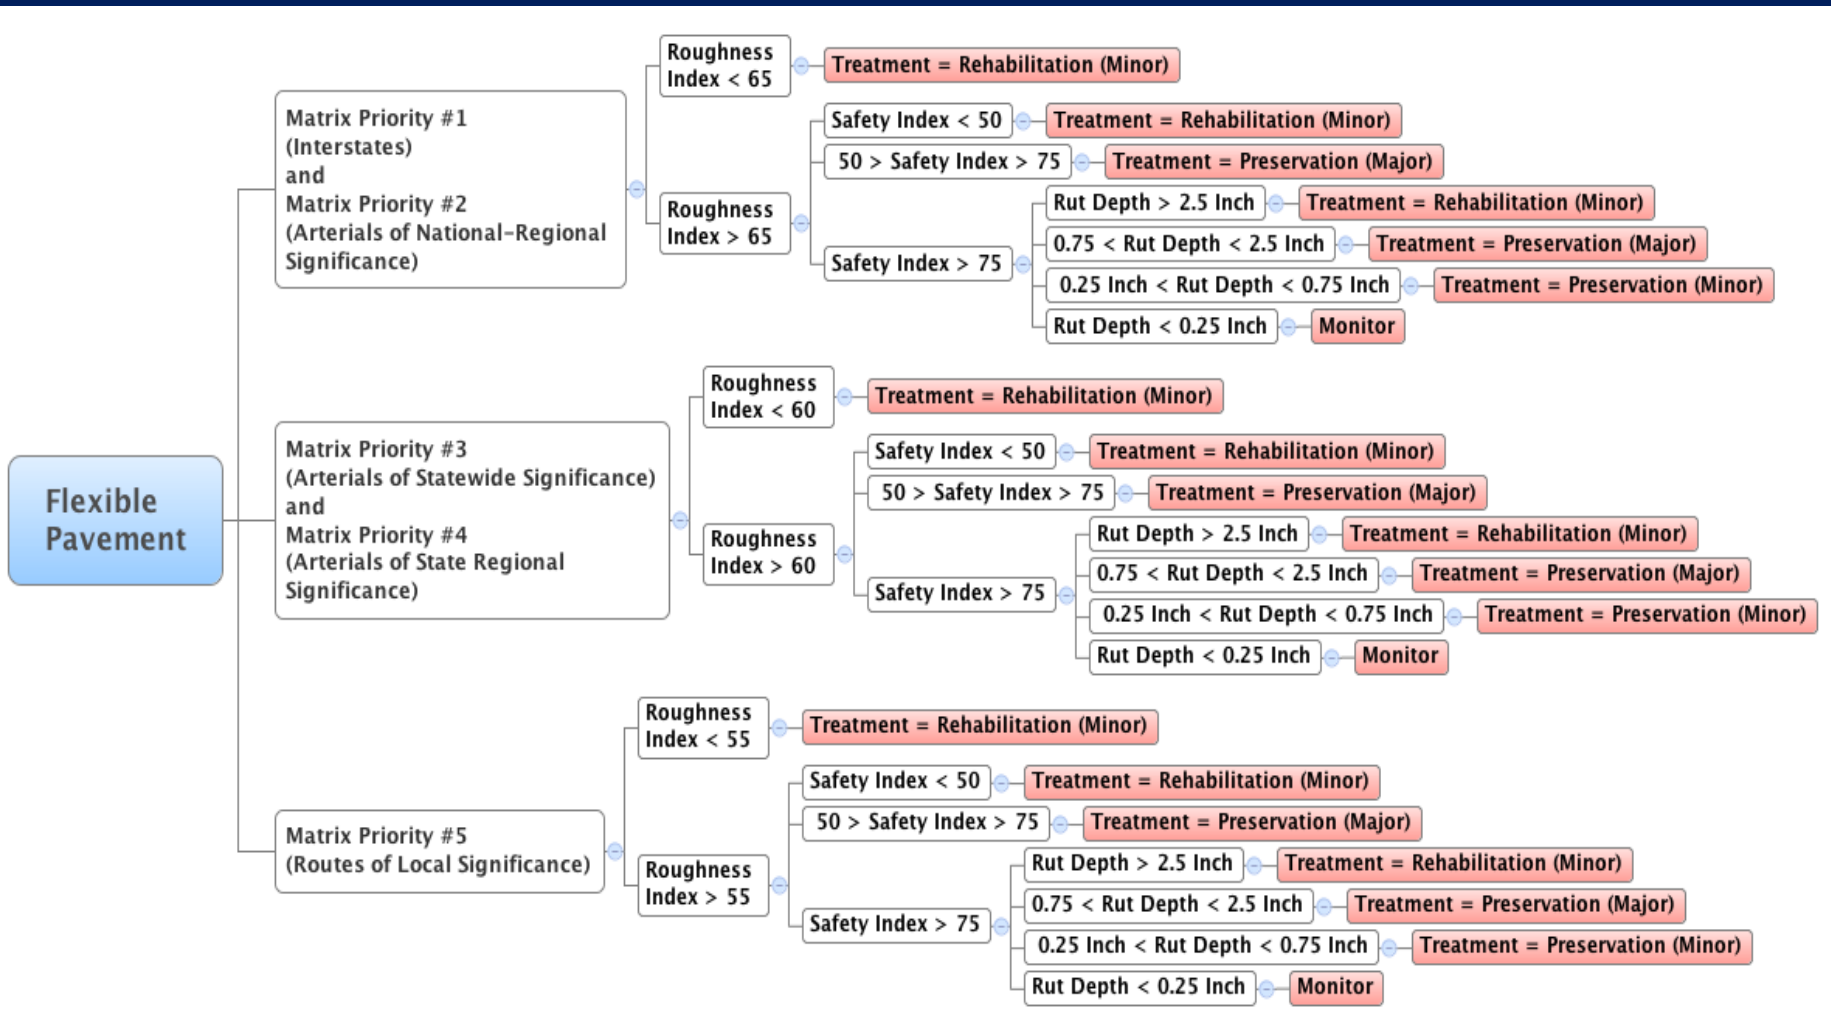 Flexible
Pavement
Matrix Priority #1
(Interstates)
and
Matrix Priority #2
(Arterials of National-Regional
Significance)
Roughness
Index < 65
Treatment = Rehabilitation (Minor)
Roughness
Index > 65
Safety Index < 50
Treatment = Rehabilitation (Minor)
50 > Safety Index > 75
Treatment = Preservation (Major)
Safety Index > 75
Rut Depth > 2.5 Inch
Treatment = Rehabilitation (Minor)
0.75 < Rut Depth < 2.5 Inch
Treatment = Preservation (Major)
0.25 Inch < Rut Depth < 0.75 Inch
Treatment = Preservation (Minor)
Rut Depth < 0.25 Inch
Monitor
Matrix Priority #3
(Arterials of Statewide Significance)
and
Matrix Priority #4
(Arterials of State Regional
Significance)
Roughness
Index < 60
Treatment = Rehabilitation (Minor)
Roughness
Index > 60
Safety Index < 50
Treatment = Rehabilitation (Minor)
50 > Safety Index > 75
Treatment = Preservation (Major)
Safety Index > 75
Rut Depth > 2.5 Inch
Treatment = Rehabilitation (Minor)
0.75 < Rut Depth < 2.5 Inch
Treatment = Preservation (Major)
0.25 Inch < Rut Depth < 0.75 Inch
Treatment = Preservation (Minor)
Rut Depth < 0.25 Inch
Monitor
Matrix Priority #5
(Routes of Local Significance)
Roughness
Index < 55
Treatment = Rehabilitation (Minor)
Roughness
Index > 55
Safety Index < 50
Treatment = Rehabilitation (Minor)
50 > Safety Index > 75
Treatment = Preservation (Major)
Safety Index > 75
Rut Depth > 2.5 Inch
Treatment = Rehabilitation (Minor)
0.75 < Rut Depth < 2.5 Inch
Treatment = Preservation (Major)
0.25 Inch < Rut Depth < 0.75 Inch
Treatment = Preservation (Minor)
Rut Depth < 0.25 Inch
Monitor